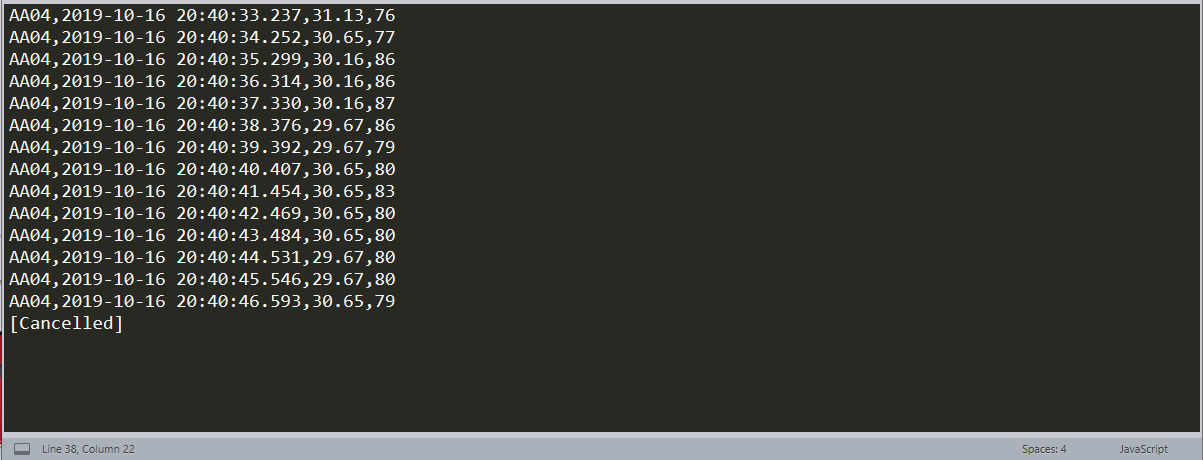 AA04,2019-10-16 20:40:33.237,31.13,76
AA04,2019-10-16 20:40:34.252,30.65,77
AA04,2019-10-16 20:40:35.299,30.16,86
AA04,2019-10-16 20:40:36.314,30.16,86
AA04,2019-10-16 20:40:37.330,30.16,87
AA04,2019-10-16 20:40:38.376,29.67,86
AA04,2019-10-16 20:40:39.392,29.67,79
AA04,2019-10-16 20:40:40.407,30.65,80
AA04,2019-10-16 20:40:41.454,30.65,83
AA04,2019-10-16 20:40:42.469,30.65,80
AA04,2019-10-16 20:40:43.484,30.65,80
AA04,2019-10-16 20:40:44.531,29.67,80
AA04,2019-10-16 20:40:45.546,29.67,80
AA04,2019-10-16 20:40:46.593,30.65,79
[Cancelled]
Line 38, Column 22
Spaces: 4
JavaScript